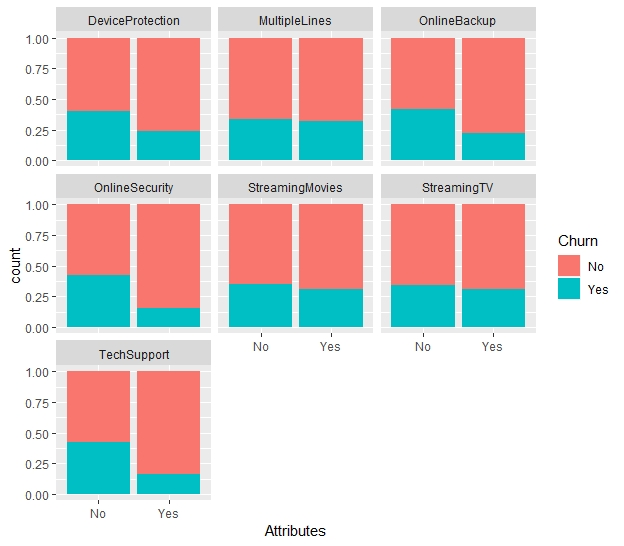 DeviceProtection MultipleLines OnlineBackup
1.00
0.75
0.50
0.25
0.00
OnlineSecurity StreamingMovies StreamingTV
1.00
0.75
0.50
0.25
0.00
No Yes No Yes
TechSupport
1.00
0.75
0.50
0.25
0.00
No Yes
count
Attributes
Churn
No
Yes